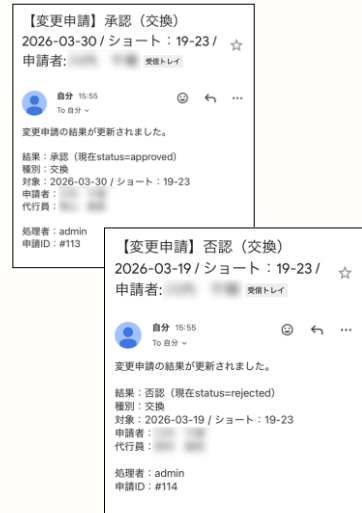 【変更申請】承認（交換）
2026-03-30 / ショート：19-23 /
申請者: 受信トレイ
自分 15:55
To 自分
変更申請の結果が更新されました。
結果：承認（現在status=approved）
種別：交換
対象：2026-03-30 / ショート：19-23
申請者：
代行員：
処理者：admin
申請ID：#113
【変更申請】否認（交換）
2026-03-19 / ショート：19-23 /
申請者: 受信トレイ
自分 15:55
To 自分
変更申請の結果が更新されました。
結果：否認（現在status=rejected）
種別：交換
対象：2026-03-19 / ショート：19-23
申請者：
代行員：
処理者：admin
申請ID：#114